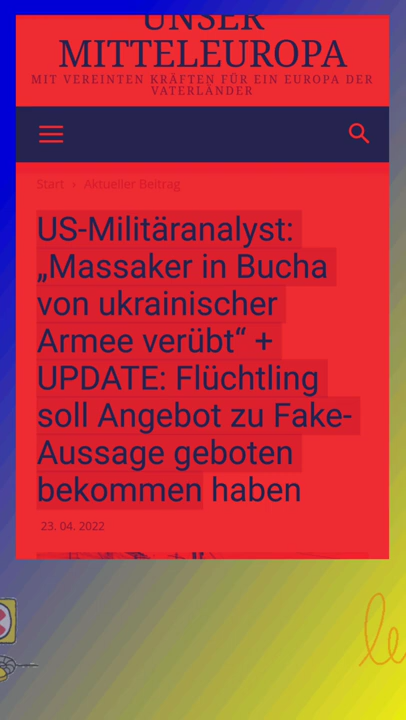 UNSER
MITTELEUROPA
MIT VEREINTEN KRÄFTEN FÜR EIN EUROPA DER
VATERLÄNDER
Start › Aktueller Beitrag
US-Militäranalyst:
„Massaker in Bucha
von ukrainischer
Armee verübt“ +
UPDATE: Flüchtling
soll Angebot zu Fake-
Aussage geboten
bekommen haben
23. 04. 2022